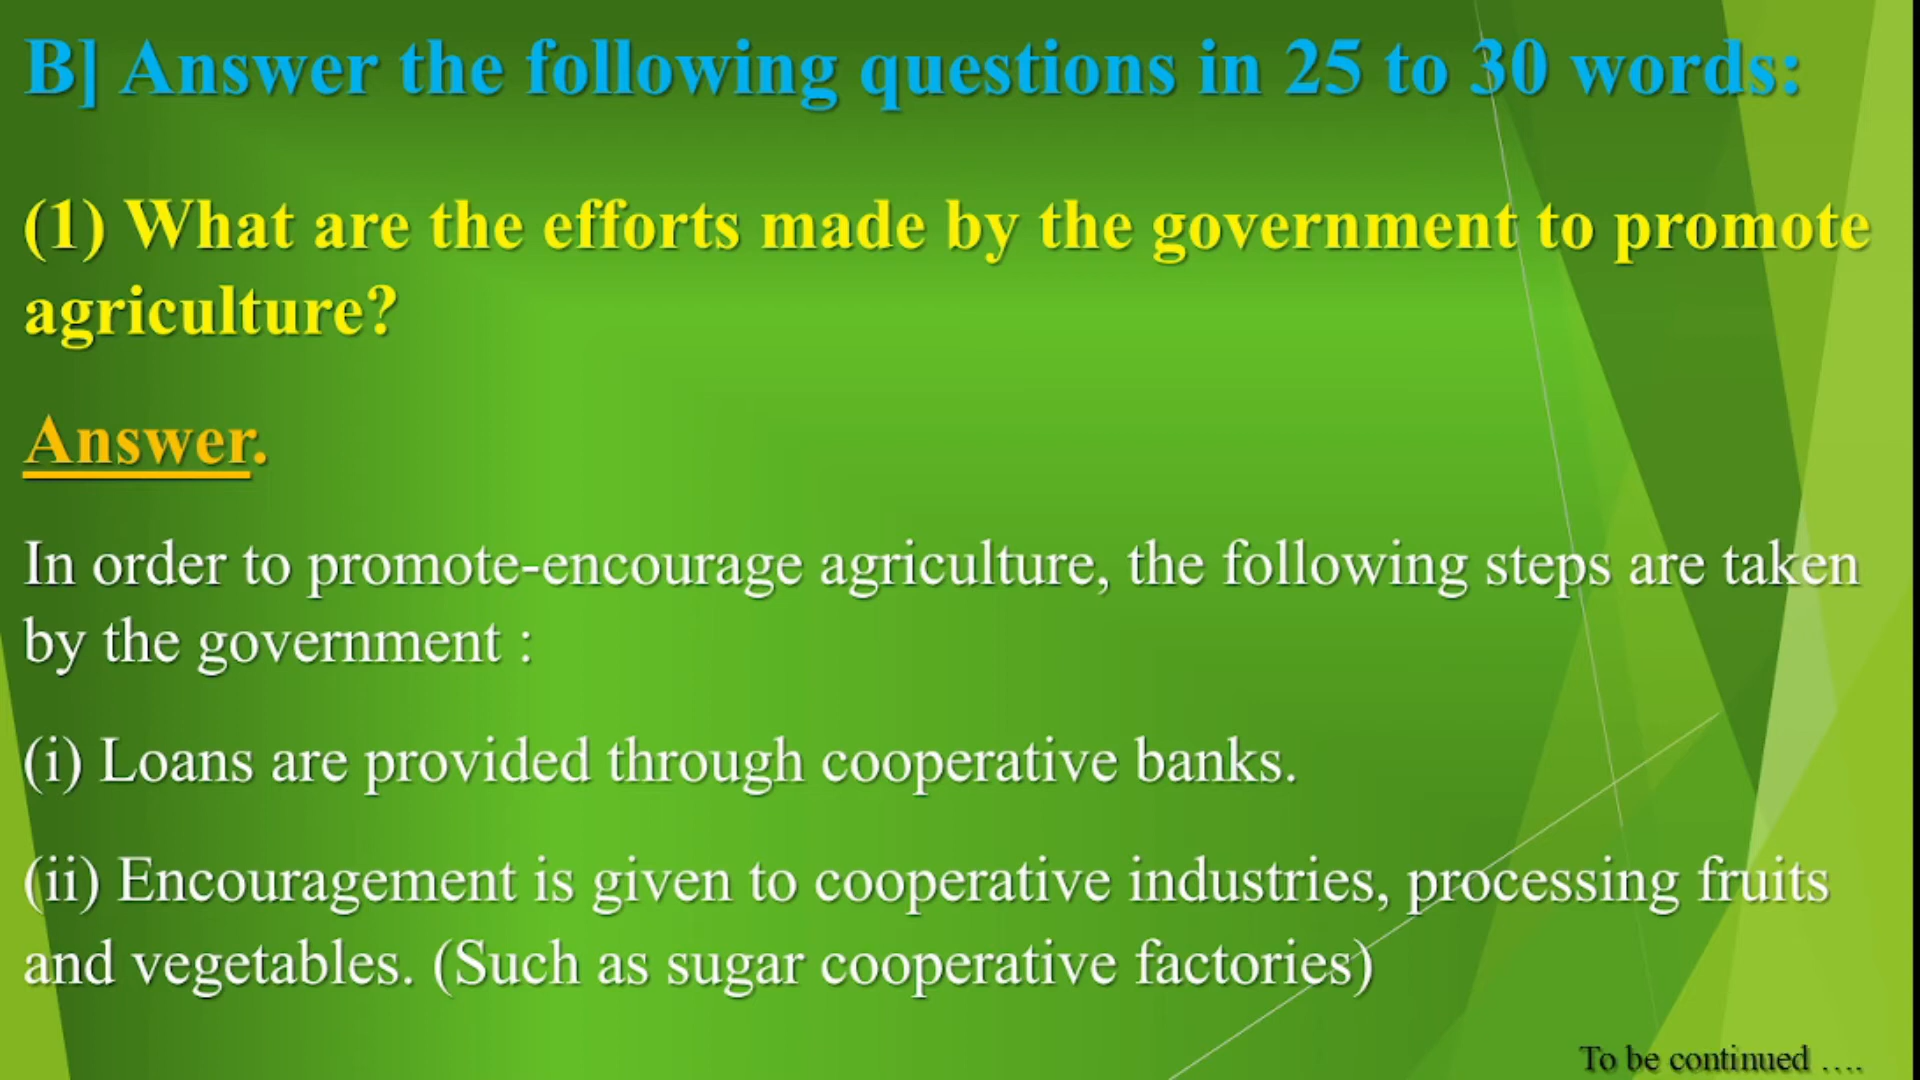 B] Answer the following questions in 25 to 30 words:
(1) What are the efforts made by the government to promote
agriculture?
Answer.
In order to promote-encourage agriculture, the following steps are taken
by the government :
(i) Loans are provided through cooperative banks.
(ii) Encouragement is given to cooperative industries, processing fruits
and vegetables. (Such as sugar cooperative factories)
To be continued ….